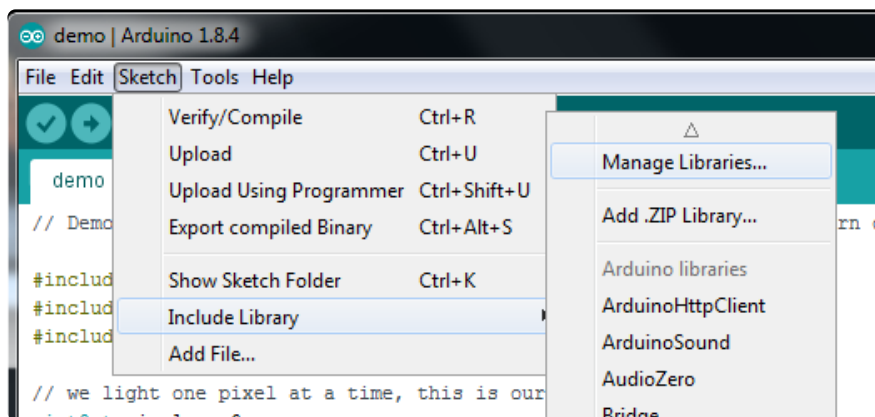 demo | Arduino 1.8.4
File Edit Sketch Tools Help
Verify/Compile Ctrl+R
Upload Ctrl+U
Upload Using Programmer Ctrl+Shift+U
Export compiled Binary Ctrl+Alt+S
Show Sketch Folder Ctrl+K
Include Library
Add File...
Manage Libraries...
Add .ZIP Library...
Arduino libraries
ArduinoHttpClient
ArduinoSound
AudioZero
Bridge
demo
// Demo
#includ
#includ
#includ
// we light one pixel at a time, this is our